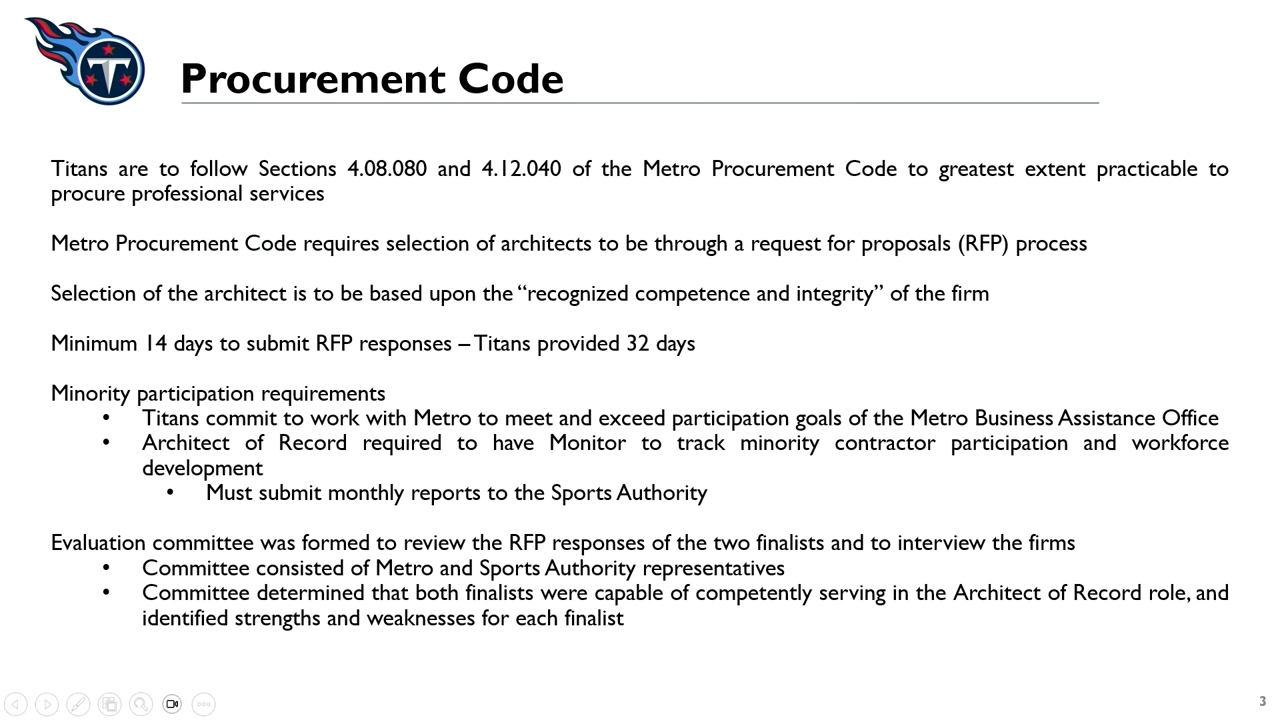 T
Procurement Code
Titans are to follow Sections 4.08.080 and 4.12.040 of the Metro Procurement Code to greatest extent practicable to
procure professional services
Metro Procurement Code requires selection of architects to be through a request for proposals (RFP) process
Selection of the architect is to be based upon the “recognized competence and integrity” of the firm
Minimum 14 days to submit RFP responses – Titans provided 32 days
Minority participation requirements
• Titans commit to work with Metro to meet and exceed participation goals of the Metro Business Assistance Office
• Architect of Record required to have Monitor to track minority contractor participation and workforce
development
• Must submit monthly reports to the Sports Authority
Evaluation committee was formed to review the RFP responses of the two finalists and to interview the firms
• Committee consisted of Metro and Sports Authority representatives
• Committee determined that both finalists were capable of competently serving in the Architect of Record role, and
identified strengths and weaknesses for each finalist
3